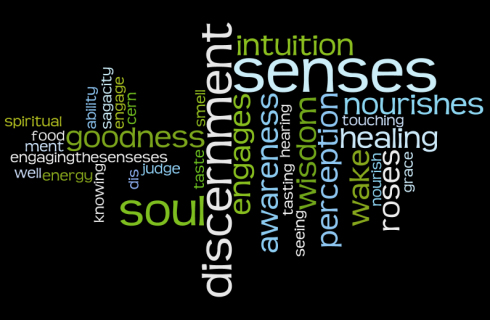 intuition
senses
discernment
nourishes
touching
healing
engages
awareness
hearing
tasting
seeing
wisdom
perception
wake
nourish
roses
grace
smell
taste
soul
goodness
ability
sagacity
engage
cern
spiritual
food
ment
engagingthesenseses
well
energy
knowing
dis
judge